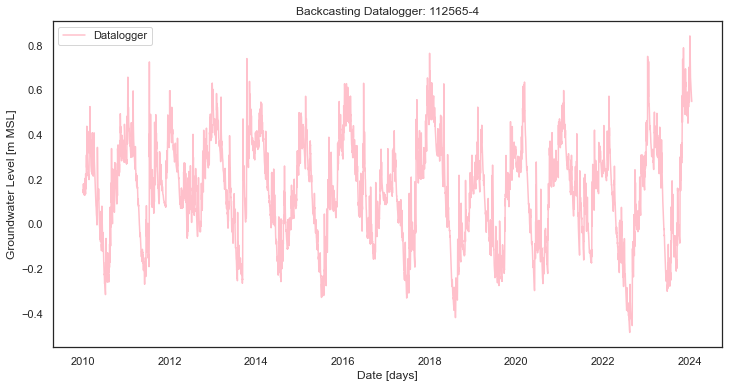 Backcasting Datalogger: 112565-4
Datalogger
Groundwater Level [m MSL]
0.8
0.6
0.4
0.2
0.0
−0.2
−0.4
2010 2012 2014 2016 2018 2020 2022 2024
Date [days]